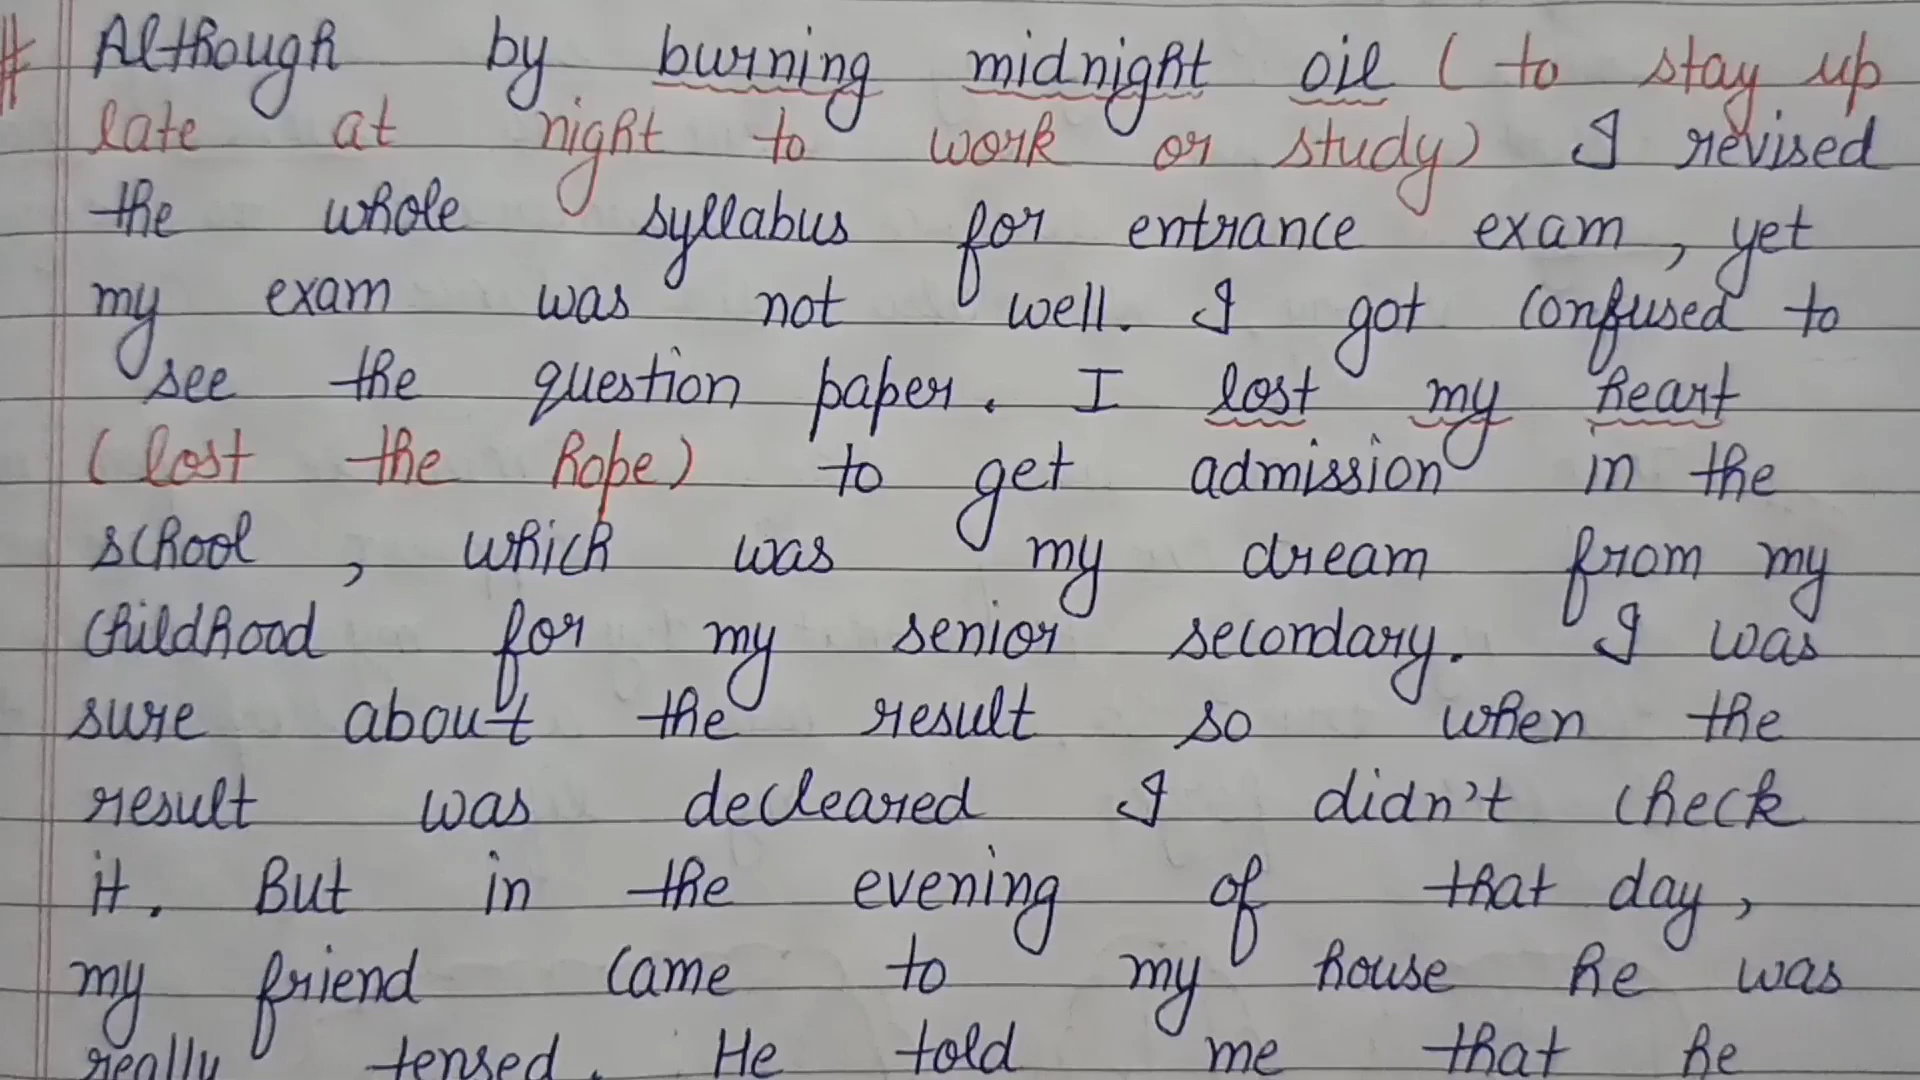 # Although by burning midnight oil ( to stay up
late at night to work or study) I revised
the whole syllabus for entrance exam, yet
my exam was not well. I got confused to
see the question paper. I lost my heart
(lost the hope) to get admission in the
school, which was my dream from my
childhood for my senior secondary. I was
sure about the result so when the
result was decleared I didn't check
it. But in the evening of that day,
my friend came to my house he was
really tensed. He told me that he